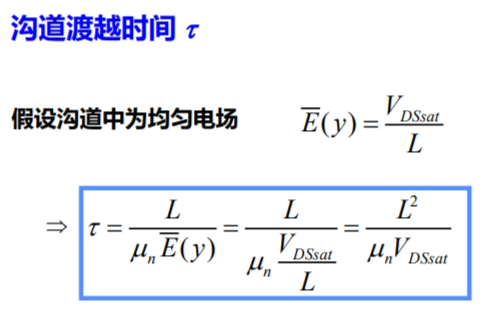 沟道渡越时间 τ
假设沟道中为均匀电场 $\overline{E}(y)=\frac{V_{DSsat}}{L}$
$\Rightarrow \tau=\frac{L}{\mu_n \overline{E}(y)}=\frac{L}{\mu_n \frac{V_{DSsat}}{L}}=\frac{L^2}{\mu_n V_{DSsat}}$